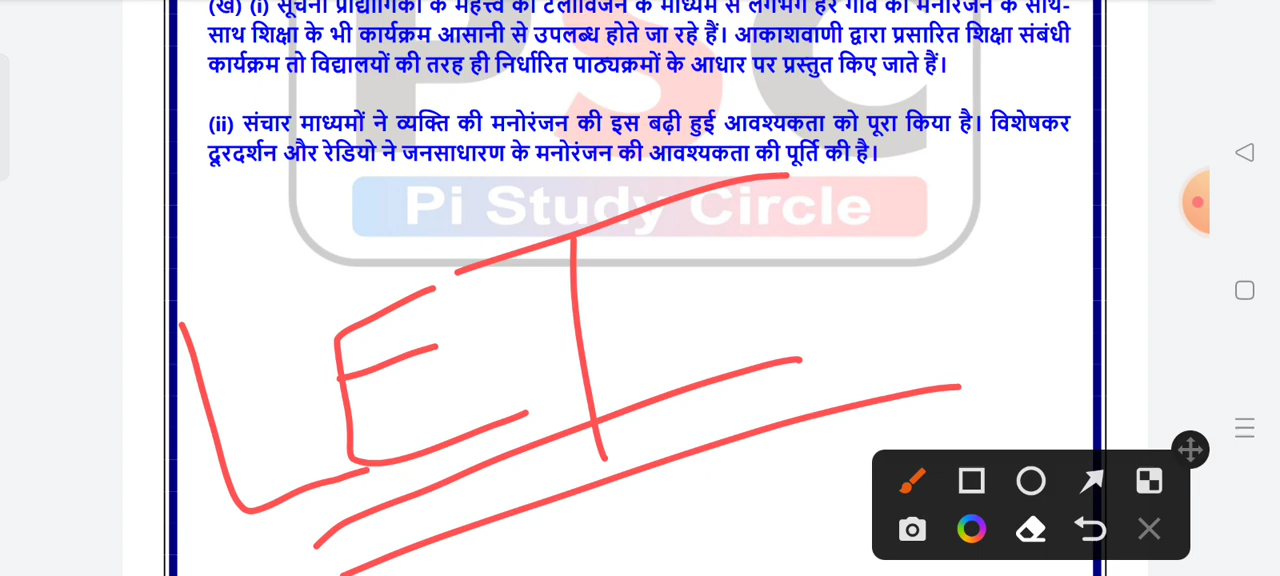 (ख) (i) सूचना प्रौद्योगिकी के महत्त्व को टेलीविजन के माध्यम से लगभग हर गाँव को मनोरंजन के साथ-
साथ शिक्षा के भी कार्यक्रम आसानी से उपलब्ध होते जा रहे हैं। आकाशवाणी द्वारा प्रसारित शिक्षा संबंधी
कार्यक्रम तो विद्यालयों की तरह ही निर्धारित पाठ्यक्रमों के आधार पर प्रस्तुत किए जाते हैं।
(ii) संचार माध्यमों ने व्यक्ति की मनोरंजन की इस बढ़ी हुई आवश्यकता को पूरा किया है। विशेषकर
दूरदर्शन और रेडियो ने जनसाधारण के मनोरंजन की आवश्यकता की पूर्ति की है।
PSC
Pi Study Circle
LET